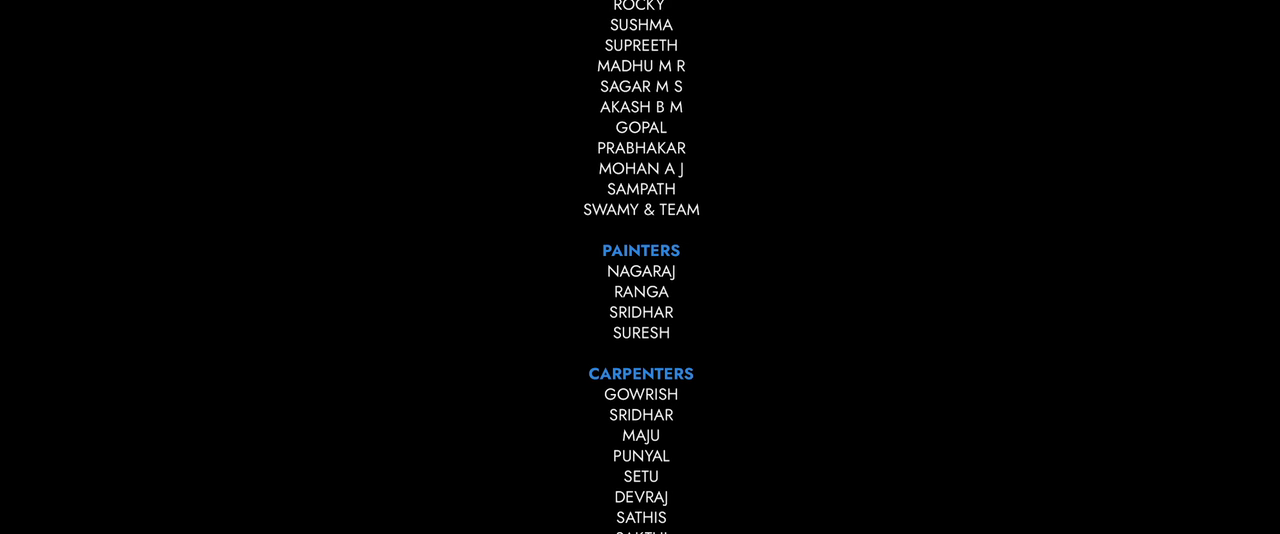 ROCKY
SUSHMA
SUPREETH
MADHU M R
SAGAR M S
AKASH B M
GOPAL
PRABHAKAR
MOHAN A J
SAMPATH
SWAMY & TEAM
PAINTERS
NAGARAJ
RANGA
SRIDHAR
SURESH
CARPENTERS
GOWRISH
SRIDHAR
MAJU
PUNYAL
SETU
DEVRAJ
SATHIS